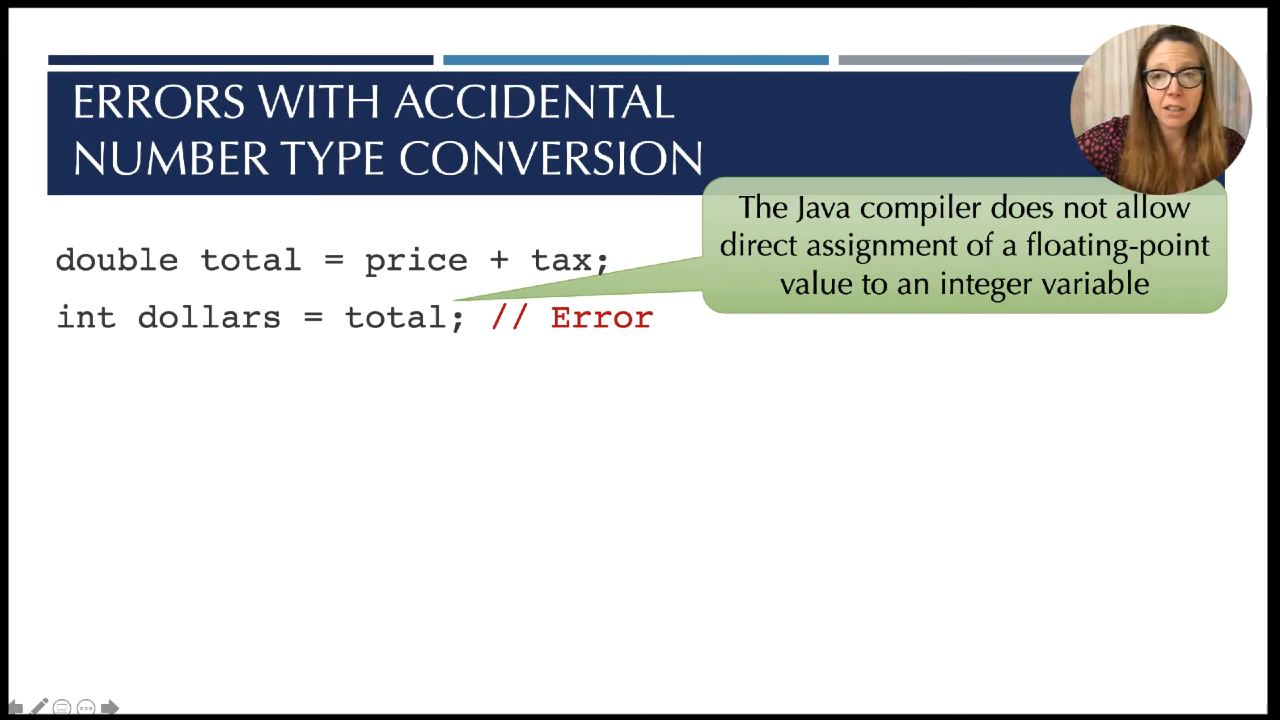 ERRORS WITH ACCIDENTAL
NUMBER TYPE CONVERSION
The Java compiler does not allow
direct assignment of a floating-point
value to an integer variable
double total = price + tax;
int dollars = total; // Error